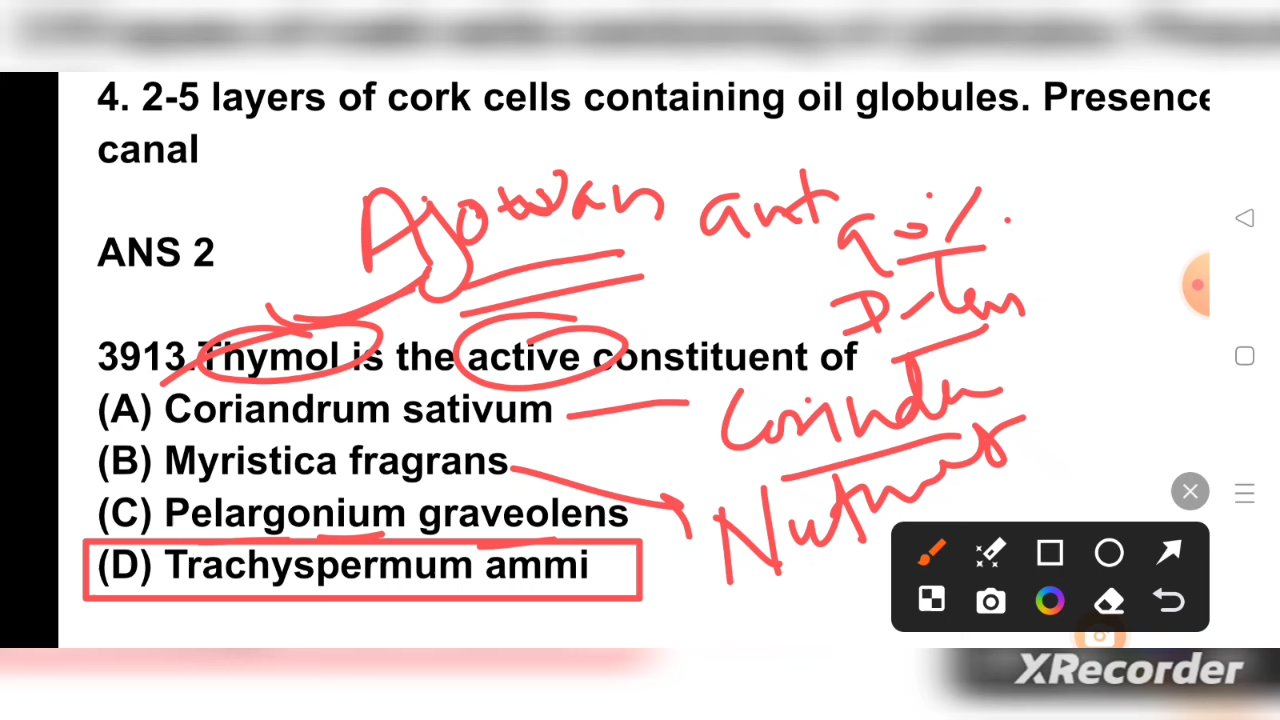 4. 2-5 layers of cork cells containing oil globules. Presence
canal
Ajowan
ANS 2
3913.Thymol is the active constituent of
(A) Coriandrum sativum
(B) Myristica fragrans
Nutmeg
(C) Pelargonium graveolens
(D) Trachyspermum ammi
XRecorder